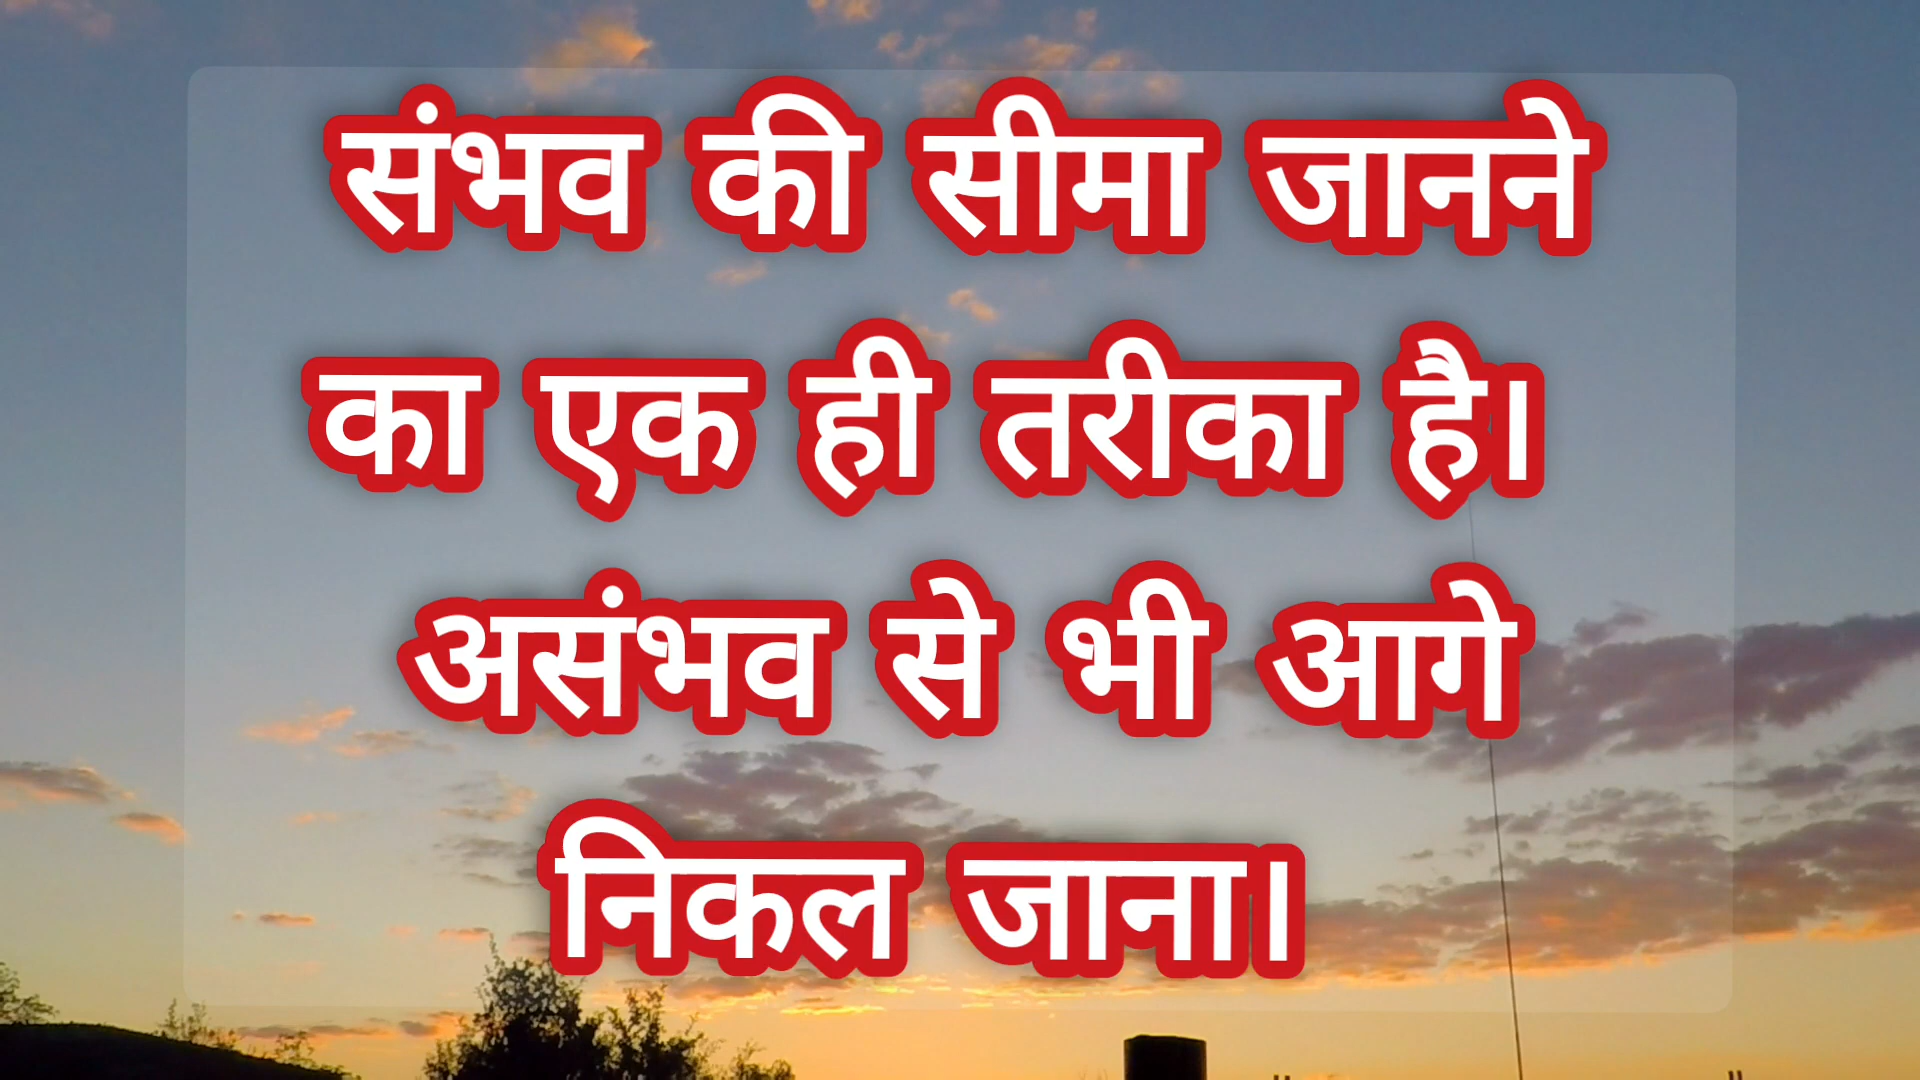 संभव की सीमा जानने
का एक ही तरीका है।
असंभव से भी आगे
निकल जाना।